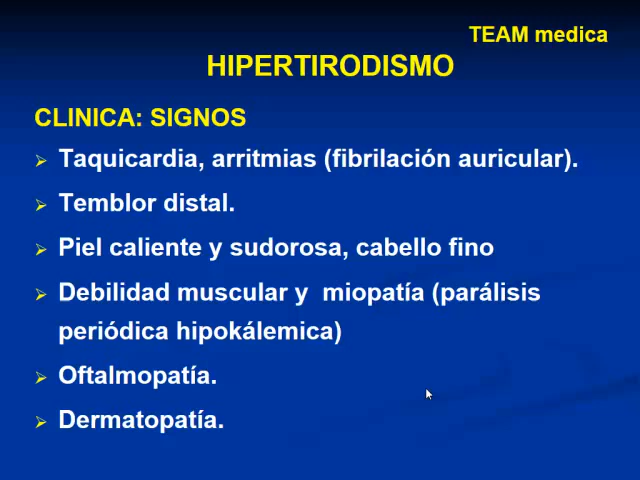 TEAM medica
HIPERTIRODISMO
CLINICA: SIGNOS
Taquicardia, arritmias (fibrilación auricular).
Temblor distal.
Piel caliente y sudorosa, cabello fino
Debilidad muscular y miopatía (parálisis
periódica hipokálemica)
Oftalmopatía.
Dermatopatía.